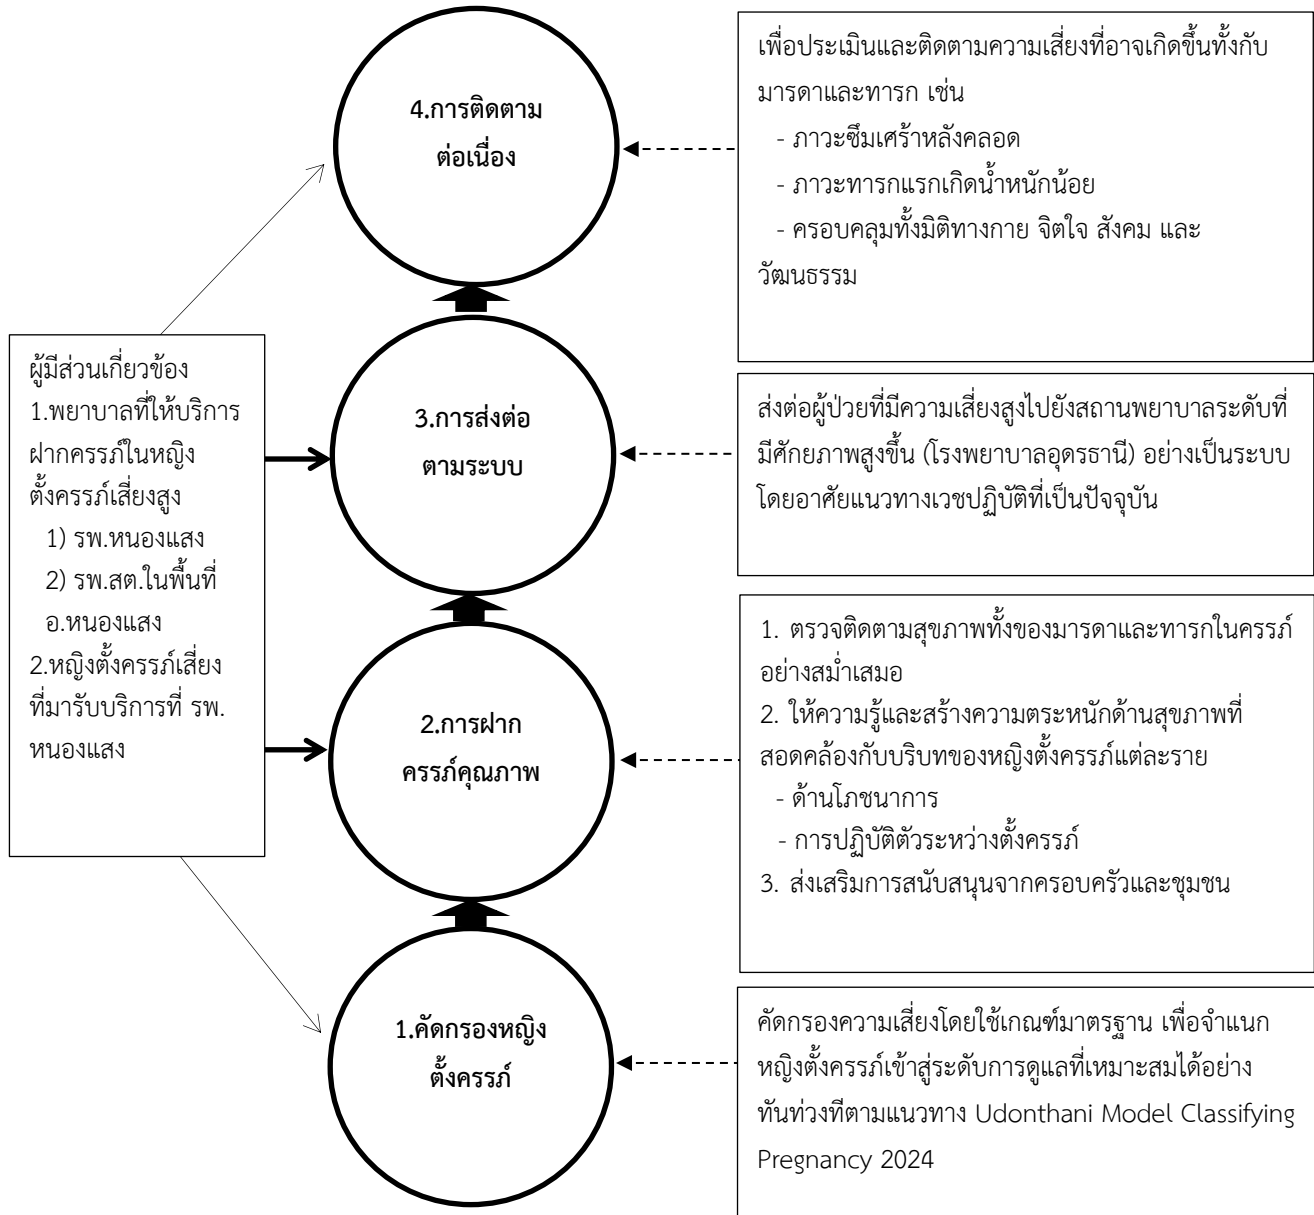 4.การติดตาม
ต่อเนื่อง
เพื่อประเมินและติดตามความเสี่ยงที่อาจเกิดขึ้นทั้งกับ
มารดาและทารก เช่น
- ภาวะซึมเศร้าหลังคลอด
- ภาวะทารกแรกเกิดน้ำหนักน้อย
- ครอบคลุมทั้งมิติทางกาย จิตใจ สังคม และ
วัฒนธรรม
ผู้มีส่วนเกี่ยวข้อง
1.พยาบาลที่ให้บริการ
ฝากครรภ์ในหญิง
ตั้งครรภ์เสี่ยงสูง
1) รพ.หนองแสง
2) รพ.สต.ในพื้นที่
อ.หนองแสง
2.หญิงตั้งครรภ์เสี่ยง
ที่มารับบริการที่ รพ.
หนองแสง
3.การส่งต่อ
ตามระบบ
ส่งต่อผู้ป่วยที่มีความเสี่ยงสูงไปยังสถานพยาบาลระดับที่
มีศักยภาพสูงขึ้น (โรงพยาบาลอุดรธานี) อย่างเป็นระบบ
โดยอาศัยแนวทางเวชปฏิบัติที่เป็นปัจจุบัน
2.การฝาก
ครรภ์คุณภาพ
1. ตรวจติดตามสุขภาพทั้งของมารดาและทารกในครรภ์
อย่างสม่ำเสมอ
2. ให้ความรู้และสร้างความตระหนักด้านสุขภาพที่
สอดคล้องกับบริบทของหญิงตั้งครรภ์แต่ละราย
- ด้านโภชนาการ
- การปฏิบัติตัวระหว่างตั้งครรภ์
3. ส่งเสริมการสนับสนุนจากครอบครัวและชุมชน
1.คัดกรองหญิง
ตั้งครรภ์
คัดกรองความเสี่ยงโดยใช้เกณฑ์มาตรฐาน เพื่อจำแนก
หญิงตั้งครรภ์เข้าสู่ระดับการดูแลที่เหมาะสมได้อย่าง
ทันท่วงทีตามแนวทาง Udonthani Model Classifying
Pregnancy 2024